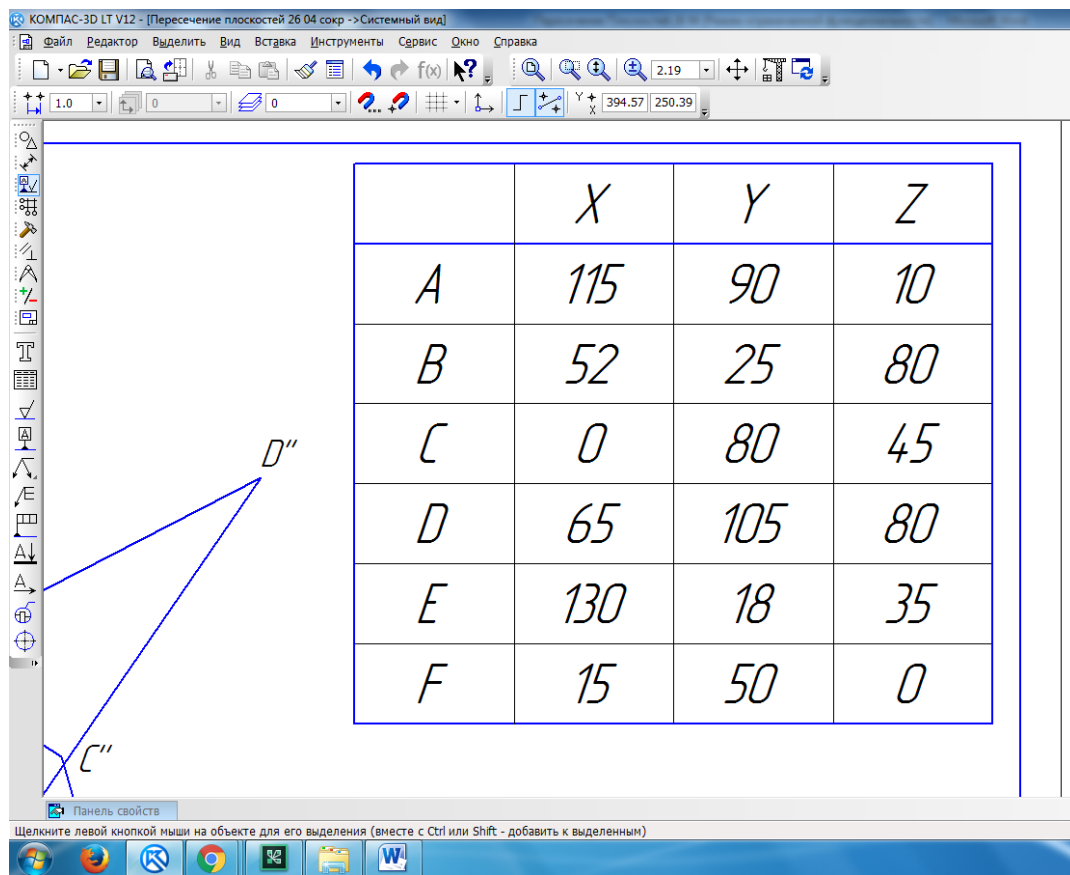 КОМПАС-3D LT V12 - [Пересечение плоскостей 26 04 сокр ->Системный вид]
Файл Редактор Выделить Вид Вставка Инструменты Сервис Окно Справка
f(x) 2.19
1.0 0 0 Y X 394.57 250.39
X Y Z
A 115 90 10
B 52 25 80
C 0 80 45
D 65 105 80
E 130 18 35
F 15 50 0
D"
C"
Панель свойств
Щелкните левой кнопкой мыши на объекте для его выделения (вместе с Ctrl или Shift - добавить к выделенным)